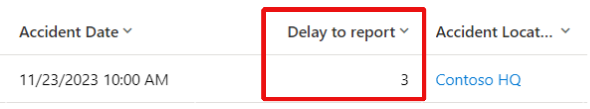 Accident Date Delay to report Accident Locat...
11/23/2023 10:00 AM 3 Contoso HQ